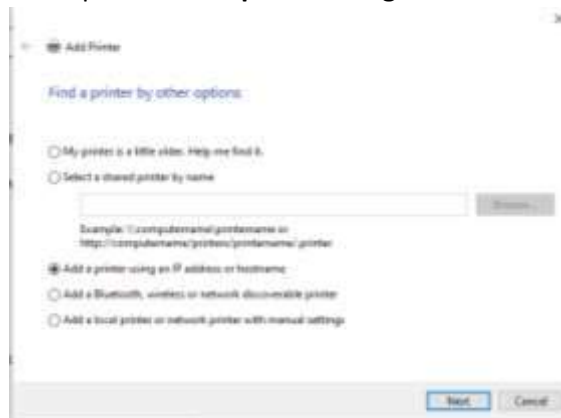 Add Printer
Find a printer by other options
My printer is a little older. Help me find it.
Select a shared printer by name
Browse...
Example: \\computername\printername or
http://computername/printers/printername/.printer
Add a printer using an IP address or hostname
Add a Bluetooth, wireless or network discoverable printer
Add a local printer or network printer with manual settings
Next
Cancel